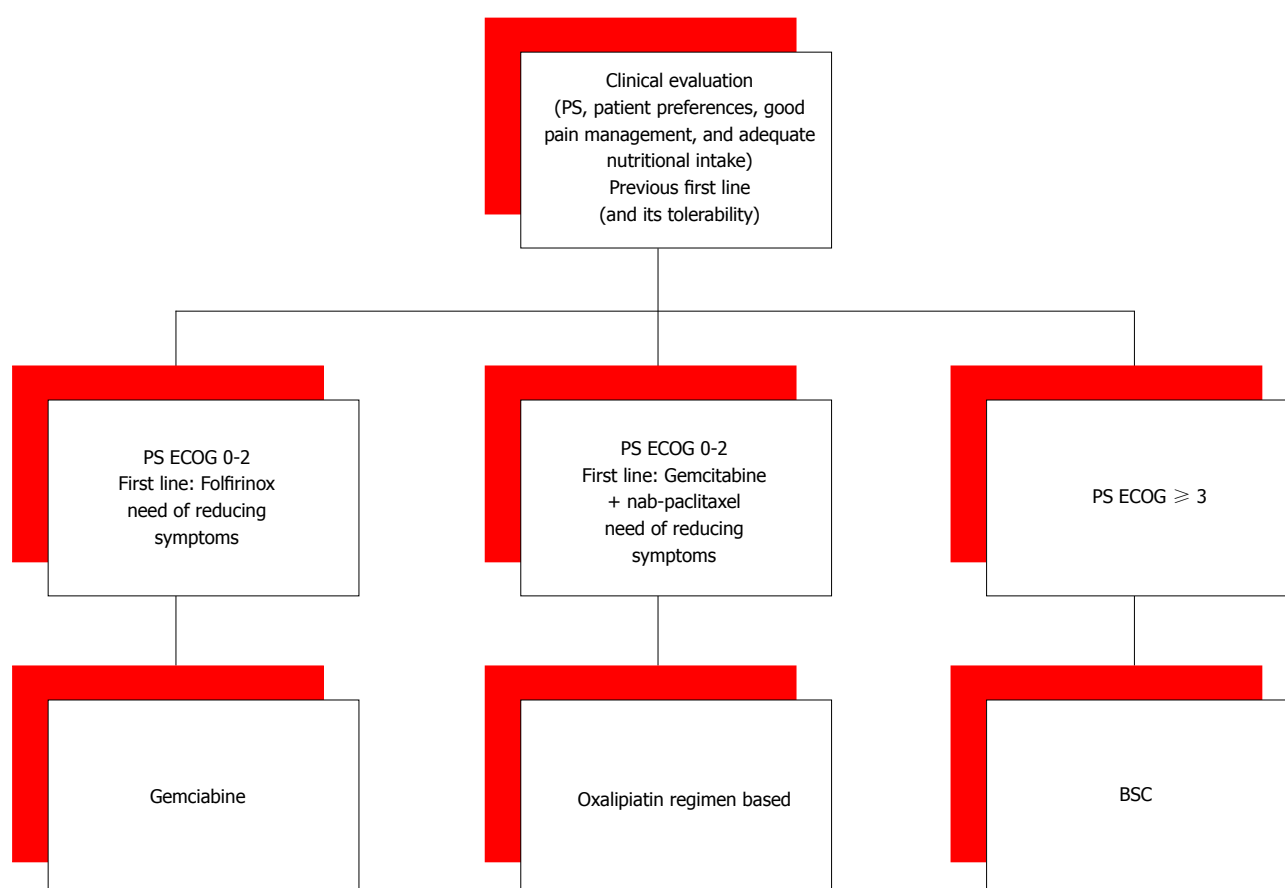 Clinical evaluation
(PS, patient preferences, good
pain management, and adequate
nutritional intake)
Previous first line
(and its tolerability)
PS ECOG 0-2
First line: Folfirinox
need of reducing
symptoms
PS ECOG 0-2
First line: Gemcitabine
+ nab-paclitaxel
need of reducing
symptoms
PS ECOG ≥ 3
Gemciabine
Oxalipiatin regimen based
BSC